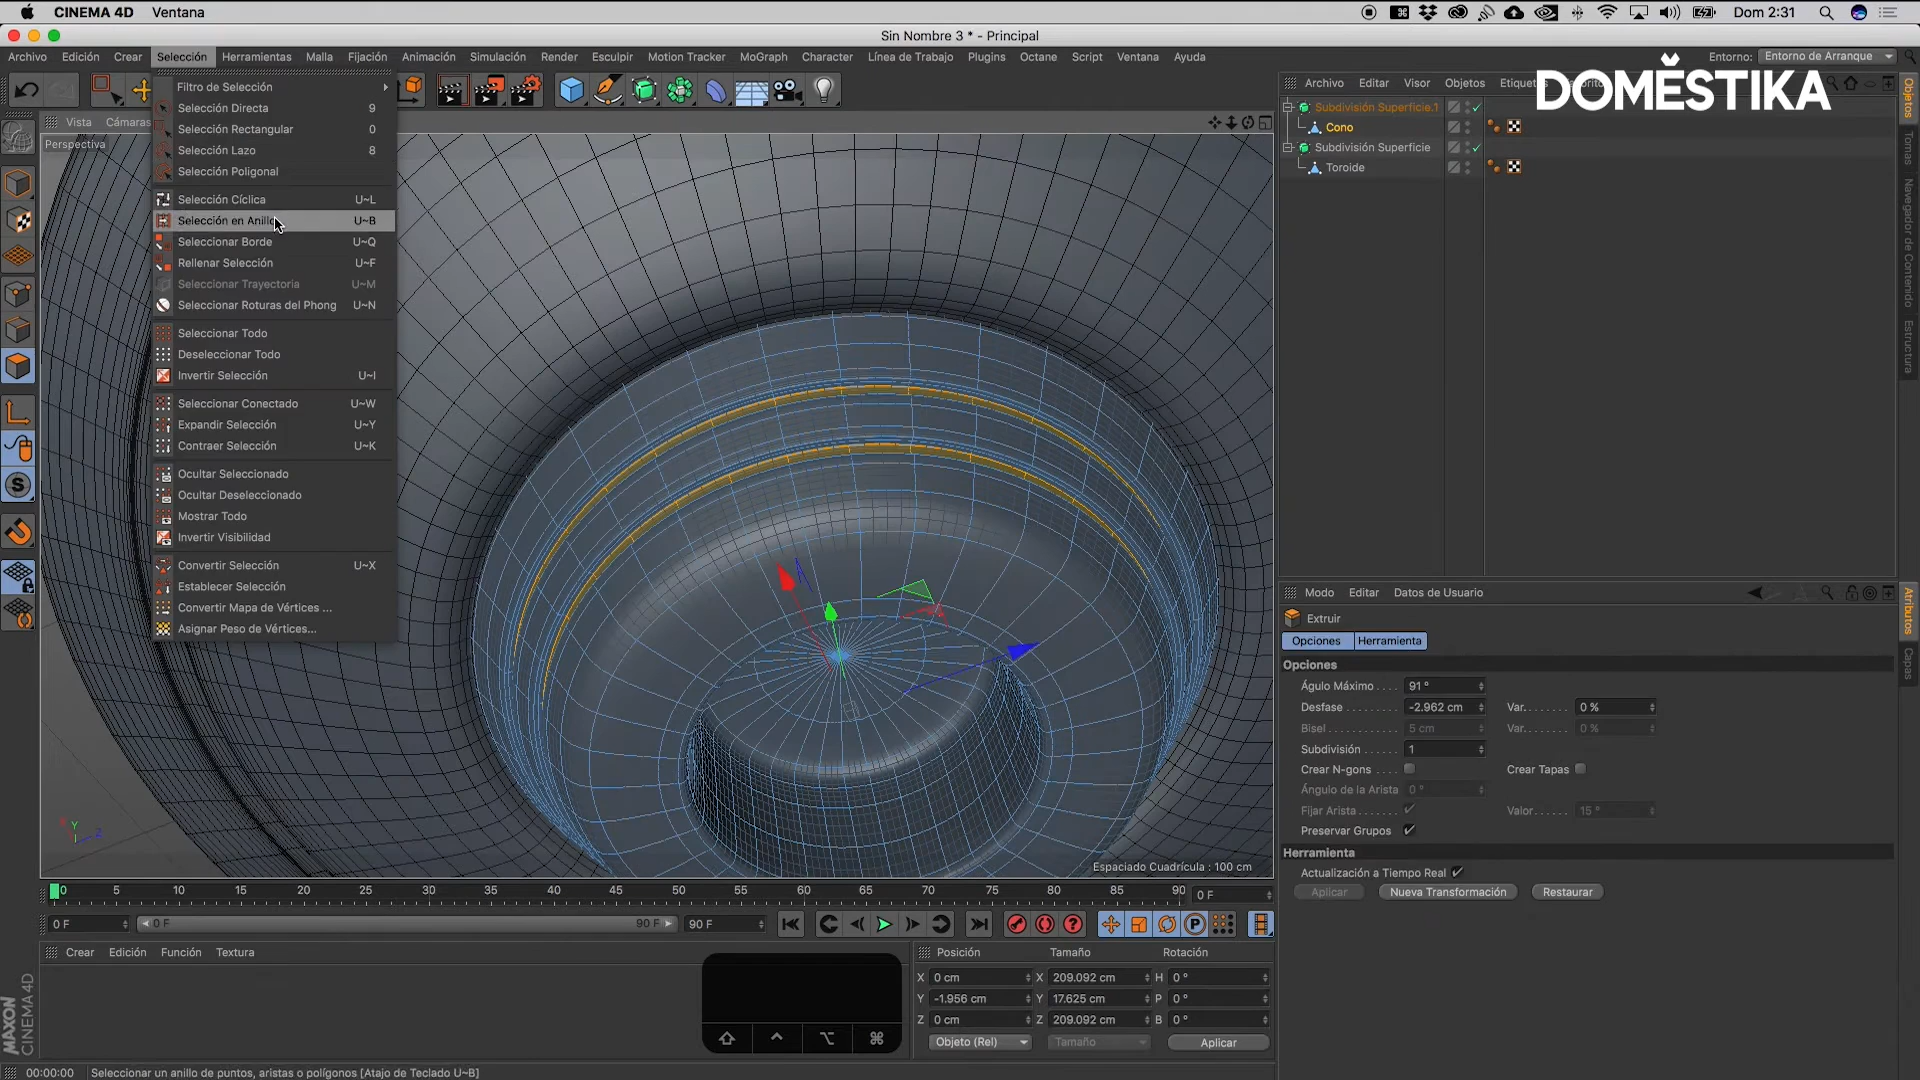 CINEMA 4D Ventana
Dom 2:31
Sin Nombre 3 * - Principal
Archivo Edición Crear Selección Herramientas Malla Fijación Animación Simulación Render Esculpir Motion Tracker MoGraph Character Línea de Trabajo Plugins Octane Script Ventana Ayuda
Entorno: Entorno de Arranque
DOMESTIKA
Archivo Editar Visor Objetos
Vista Cámaras
Perspectiva
Filtro de Selección
Selección Directa 9
Selección Rectangular 0
Selección Lazo 8
Selección Poligonal
Selección Cíclica U~L
Selección en Anillo U~B
Seleccionar Borde U~Q
Rellenar Selección U~F
Seleccionar Trayectoria U~M
Seleccionar Roturas del Phong U~N
Seleccionar Todo
Deseleccionar Todo
Invertir Selección U~I
Seleccionar Conectado U~W
Expandir Selección U~Y
Contraer Selección U~K
Ocultar Seleccionado
Ocultar Deseleccionado
Mostrar Todo
Invertir Visibilidad
Convertir Selección U~X
Establecer Selección
Convertir Mapa de Vértices ...
Asignar Peso de Vértices...
Subdivisión Superficie.1
Cono
Subdivisión Superficie
Toroide
Objetos
Tomas
Navegador de Contenido
Estructura
Modo Editar Datos de Usuario
Extruir
Opciones Herramienta
Opciones
Águlo Máximo . . . . 91 °
Desfase . . . . . . . . -2.962 cm Var. . . . . . . . 0 %
Bisel . . . . . . . . . . . 5 cm Var. . . . . . . . 0 %
Subdivisión . . . . . . 1
Crear N-gons . . . . Crear Tapas
Ángulo de la Arista 0 °
Fijar Arista . . . . . . Valor. . . . . . 15 °
Preservar Grupos
Herramienta
Actualización a Tiempo Real
Aplicar Nueva Transformación Restaurar
Atributos
Capas
Y
Z
Espaciado Cuadrícula : 100 cm
0 5 10 15 20 25 30 35 40 45 50 55 60 65 70 75 80 85 90
0 F
0 F 0 F 90 F 90 F
P
Crear Edición Función Textura
Posición Tamaño Rotación
X 0 cm X 209.092 cm H 0 °
Y -1.956 cm Y 17.625 cm P 0 °
Z 0 cm Z 209.092 cm B 0 °
Objeto (Rel) Tamaño Aplicar
MAXON
CINEMA 4D
00:00:00 Seleccionar un anillo de puntos, aristas o polígonos [Atajo de Teclado U~B]